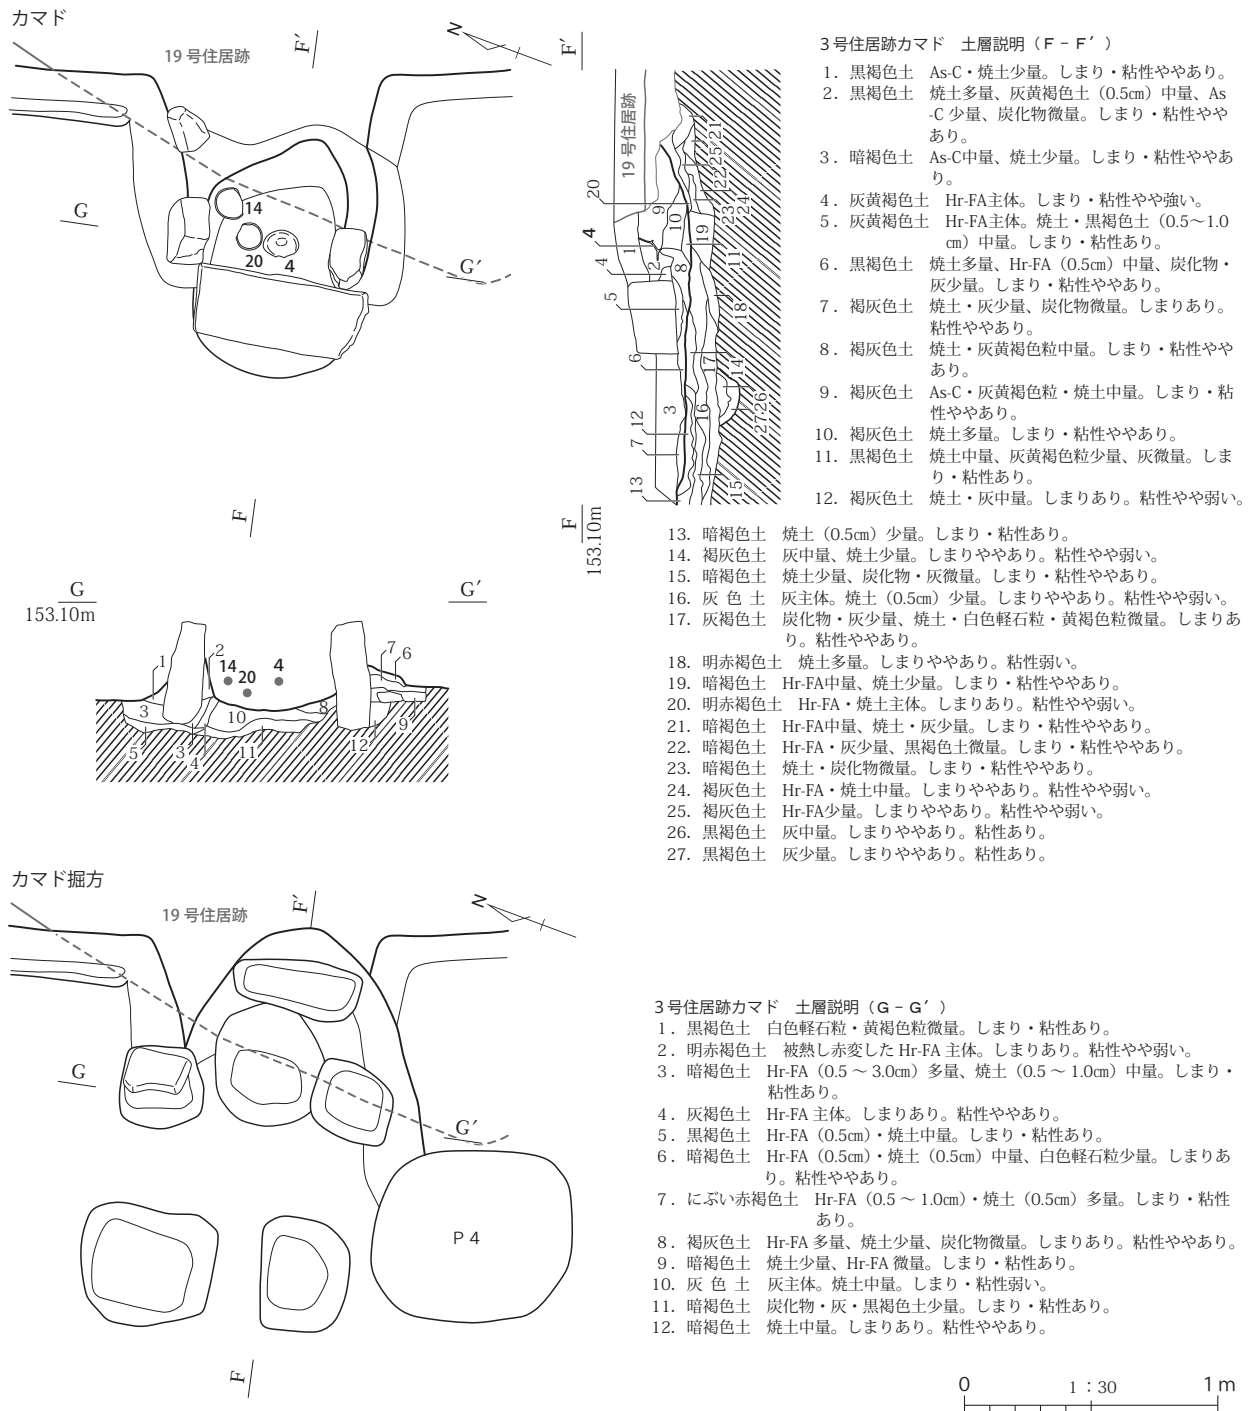 カマド
19 号住居跡
F′
N
G
14
20
4
G′
F
G
153.10m
G′
1
2
14
20
4
7
6
3
10
8
5
3
4
11
12
9
F′
19 号住居跡
20
4
4
5
6
12
7
13
1
2
9
10
8
3
19
17
16
21
25
22
24
23
11
18
14
26
27
15
F
153.10m
3号住居跡カマド　土層説明（F－F′）
1．黒褐色土　As-C・焼土少量。しまり・粘性ややあり。
2．黒褐色土　焼土多量、灰黄褐色土（0.5㎝）中量、As
-C 少量、炭化物微量。しまり・粘性やや
あり。
3．暗褐色土　As-C中量、焼土少量。しまり・粘性ややあ
り。
4．灰黄褐色土　Hr-FA主体。しまり・粘性やや強い。
5．灰黄褐色土　Hr-FA主体。焼土・黒褐色土（0.5～1.0
㎝）中量。しまり・粘性あり。
6．黒褐色土　焼土多量、Hr-FA（0.5㎝）中量、炭化物・
灰少量。しまり・粘性ややあり。
7．褐灰色土　焼土・灰少量、炭化物微量。しまりあり。
粘性ややあり。
8．褐灰色土　焼土・灰黄褐色粒中量。しまり・粘性やや
あり。
9．褐灰色土　As-C・灰黄褐色粒・焼土中量。しまり・粘
性ややあり。
10．褐灰色土　焼土多量。しまり・粘性ややあり。
11．黒褐色土　焼土中量、灰黄褐色粒少量、灰微量。しま
り・粘性あり。
12．褐灰色土　焼土・灰中量。しまりあり。粘性やや弱い。
13．暗褐色土　焼土（0.5㎝）少量。しまり・粘性あり。
14．褐灰色土　灰中量、焼土少量。しまりややあり。粘性やや弱い。
15．暗褐色土　焼土少量、炭化物・灰微量。しまり・粘性ややあり。
16．灰 色 土　灰主体。焼土（0.5㎝）少量。しまりややあり。粘性やや弱い。
17．灰褐色土　炭化物・灰少量、焼土・白色軽石粒・黄褐色粒微量。しまりあ
り。粘性ややあり。
18．明赤褐色土　焼土多量。しまりややあり。粘性弱い。
19．暗褐色土　Hr-FA中量、焼土少量。しまり・粘性ややあり。
20．明赤褐色土　Hr-FA・焼土主体。しまりあり。粘性やや弱い。
21．暗褐色土　Hr-FA中量、焼土・灰少量。しまり・粘性ややあり。
22．暗褐色土　Hr-FA・灰少量、黒褐色土微量。しまり・粘性ややあり。
23．暗褐色土　焼土・炭化物微量。しまり・粘性ややあり。
24．褐灰色土　Hr-FA・焼土中量。しまりややあり。粘性やや弱い。
25．褐灰色土　Hr-FA少量。しまりややあり。粘性やや弱い。
26．黒褐色土　灰中量。しまりややあり。粘性あり。
27．黒褐色土　灰少量。しまりややあり。粘性あり。
カマド掘方
19 号住居跡
F′
N
G
G′
P 4
F
3号住居跡カマド　土層説明（G－G′）
1．黒褐色土　白色軽石粒・黄褐色粒微量。しまり・粘性あり。
2．明赤褐色土　被熱し赤変した Hr-FA 主体。しまりあり。粘性やや弱い。
3．暗褐色土　Hr-FA（0.5 ～ 3.0㎝）多量、焼土（0.5 ～ 1.0㎝）中量。しまり・
粘性あり。
4．灰褐色土　Hr-FA 主体。しまりあり。粘性ややあり。
5．黒褐色土　Hr-FA（0.5㎝）・焼土中量。しまり・粘性あり。
6．暗褐色土　Hr-FA（0.5㎝）・焼土（0.5㎝）中量、白色軽石粒少量。しまりあ
り。粘性ややあり。
7．にぶい赤褐色土　Hr-FA（0.5 ～ 1.0㎝）・焼土（0.5㎝）多量。しまり・粘性
あり。
8．褐灰色土　Hr-FA 多量、焼土少量、炭化物微量。しまりあり。粘性ややあり。
9．暗褐色土　焼土少量、Hr-FA 微量。しまり・粘性あり。
10．灰 色 土　灰主体。焼土中量。しまり・粘性弱い。
11．暗褐色土　炭化物・灰・黒褐色土少量。しまり・粘性あり。
12．暗褐色土　焼土中量。しまりあり。粘性ややあり。
0
1：30
1 m